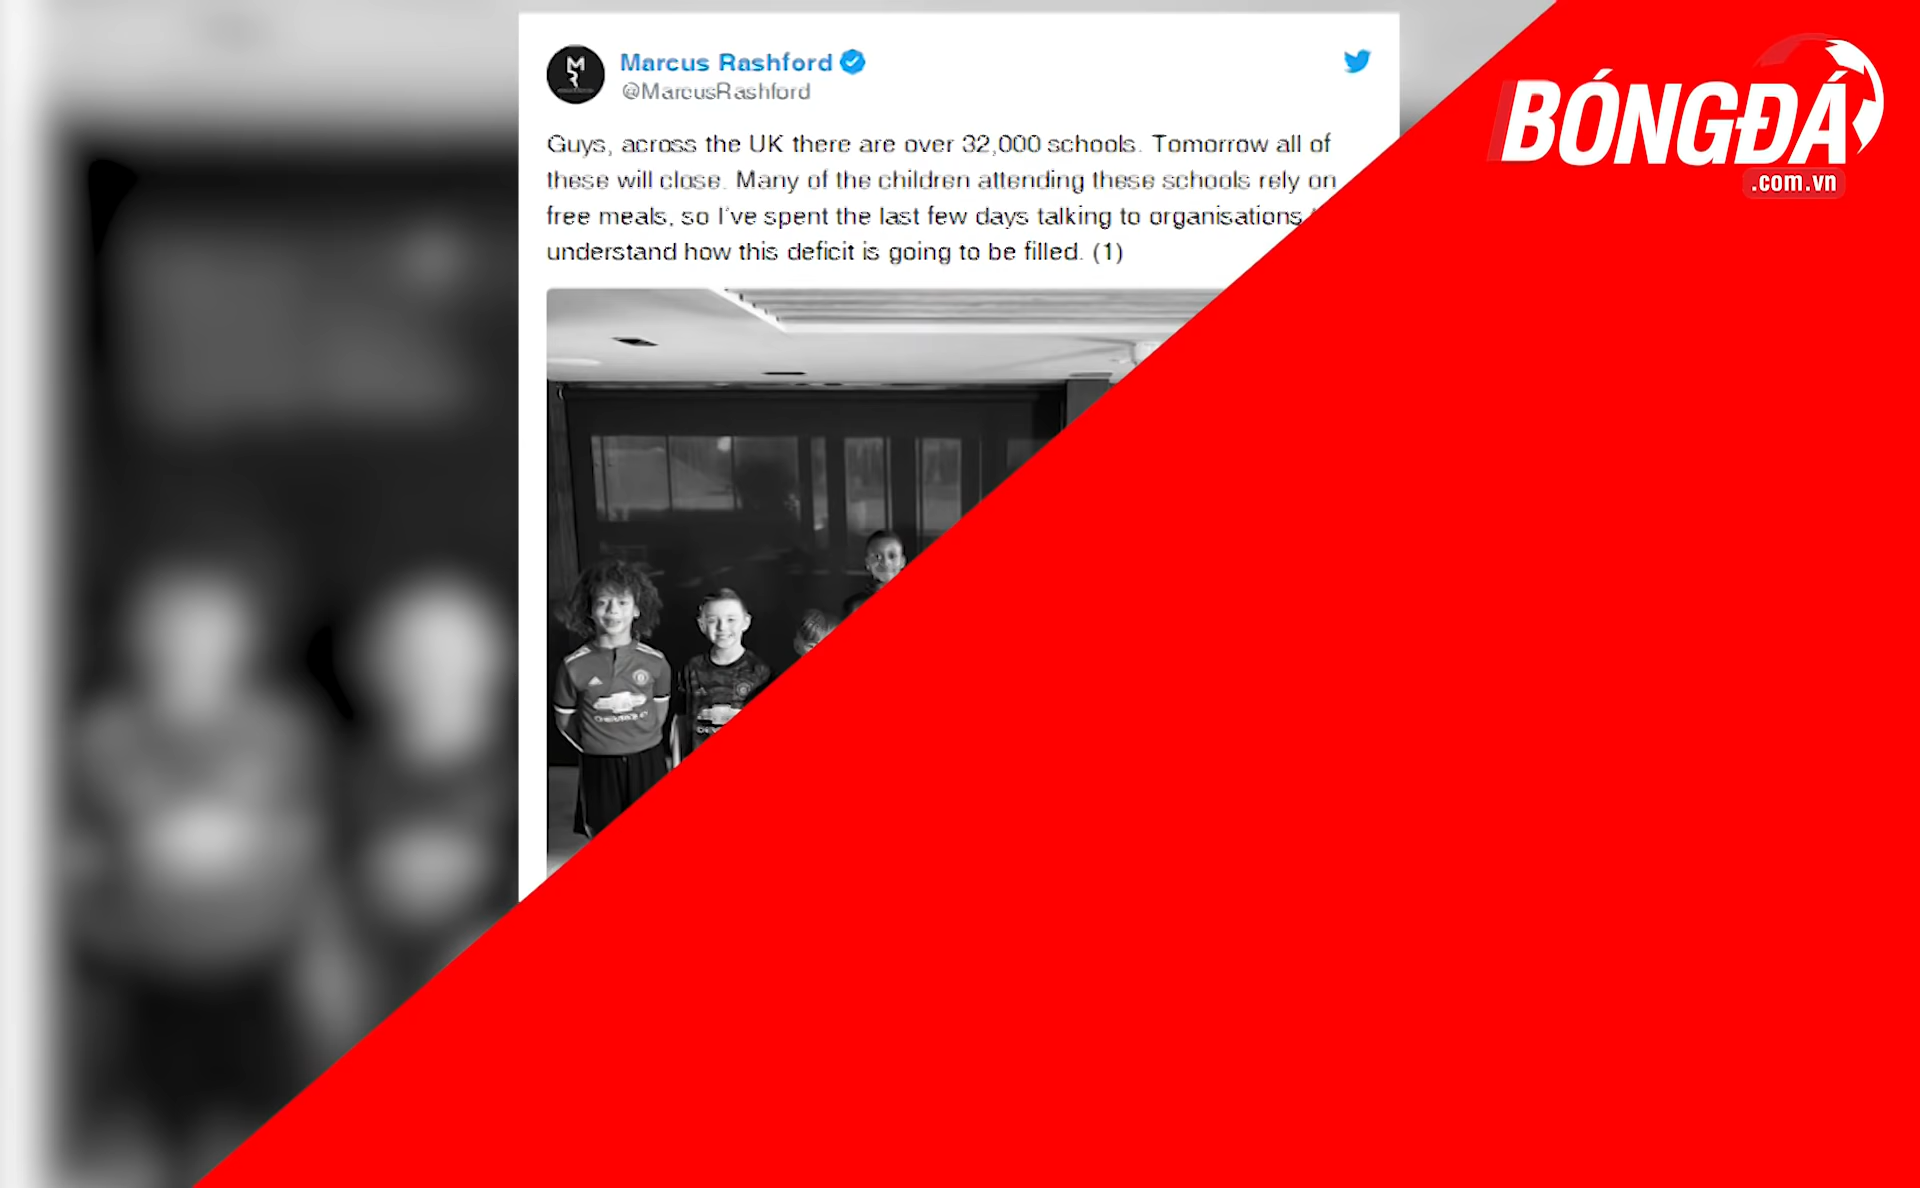 Marcus Rashford
@MarcusRashford
Guys, across the UK there are over 32,000 schools. Tomorrow all of
these will close. Many of the children attending these schools rely on
free meals, so I've spent the last few days talking to organisations
understand how this deficit is going to be filled. (1)
BÓNGĐÁ
.com.vn
CHEVROLET